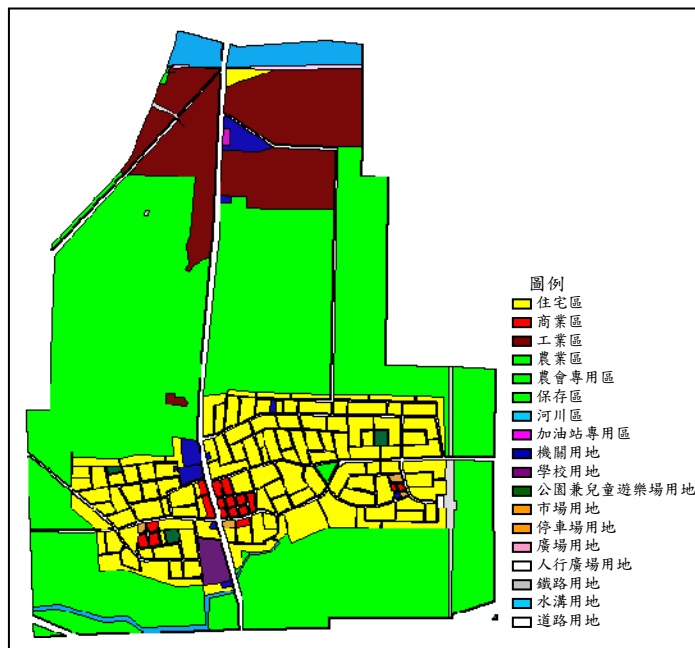 圖例
住宅區
商業區
工業區
農業區
農會專用區
保存區
河川區
加油站專用區
機關用地
學校用地
公園兼兒童遊樂場用地
市場用地
停車場用地
廣場用地
人行廣場用地
鐵路用地
水溝用地
道路用地